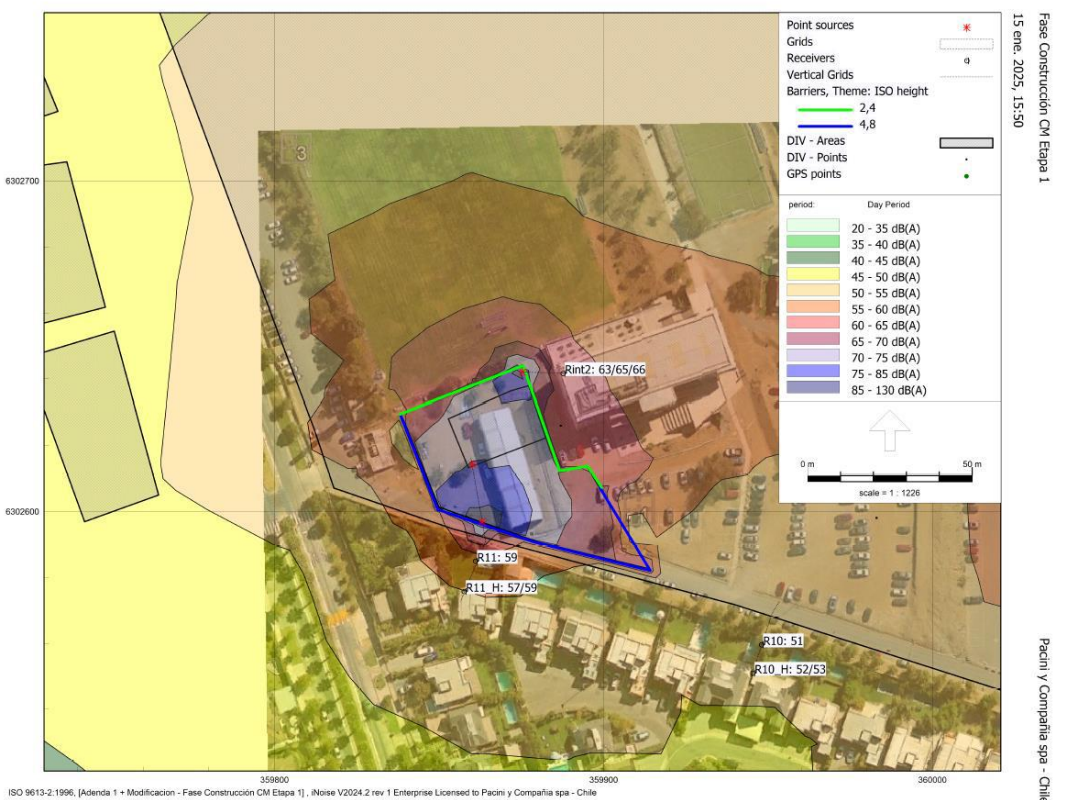 Point sources
Grids
Receivers
Vertical Grids
Barriers, Theme: ISO height
2,4
4,8
DIV - Areas
DIV - Points
GPS points
period: Day Period
20 - 35 dB(A)
35 - 40 dB(A)
40 - 45 dB(A)
45 - 50 dB(A)
50 - 55 dB(A)
55 - 60 dB(A)
60 - 65 dB(A)
65 - 70 dB(A)
70 - 75 dB(A)
75 - 85 dB(A)
85 - 130 dB(A)
0 m 50 m
scale = 1 : 1226
Fase Construcción CM Etapa 1
15 ene. 2025, 15:50
Pacini y Compañia spa - Chile
3
6302700
Rint2: 63/65/66
6302600
R11: 59
R11_H: 57/59
R10: 51
R10_H: 52/53
359800 359900 360000
ISO 9613-2:1996, [Adenda 1 + Modificacion - Fase Construcción CM Etapa 1] , iNoise V2024.2 rev 1 Enterprise Licensed to Pacini y Compañia spa - Chile